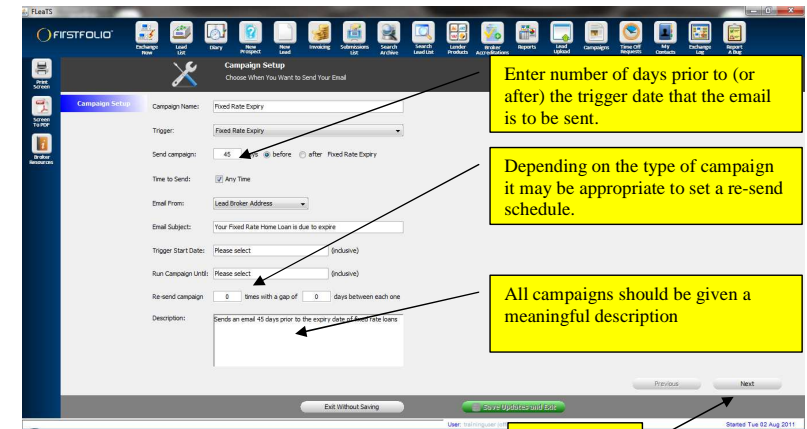 FLeaTS
FIRSTFOLIO
Exchange Now
Lead List
Diary
New Prospect
New Lead
Invoicing
Submissions List
Search Archive
Search Lead List
Lender Products
Broker Accreditations
Reports
Lead Upload
Campaigns
Time Off Requests
My Contacts
Exchange Log
Report A Bug
Print Screen
Screen To PDF
Broker Resources
Campaign Setup
Choose When You Want to Send Your Email
Campaign Setup
Campaign Name: Fixed Rate Expiry
Trigger: Fixed Rate Expiry
Send campaign: 45 days before after Fixed Rate Expiry
Time to Send: Any Time
Email From: Lead Broker Address
Email Subject: Your Fixed Rate Home Loan is due to expire
Trigger Start Date: Please select (inclusive)
Run Campaign Until: Please select (inclusive)
Re-send campaign 0 times with a gap of 0 days between each one
Description: Sends an email 45 days prior to the expiry date of fixed rate loans
Enter number of days prior to (or
after) the trigger date that the email
is to be sent.
Depending on the type of campaign
it may be appropriate to set a re-send
schedule.
All campaigns should be given a
meaningful description
Previous
Next
Exit Without Saving
Save Updates and Exit
User: traininguser
Started Tue 02 Aug 2011